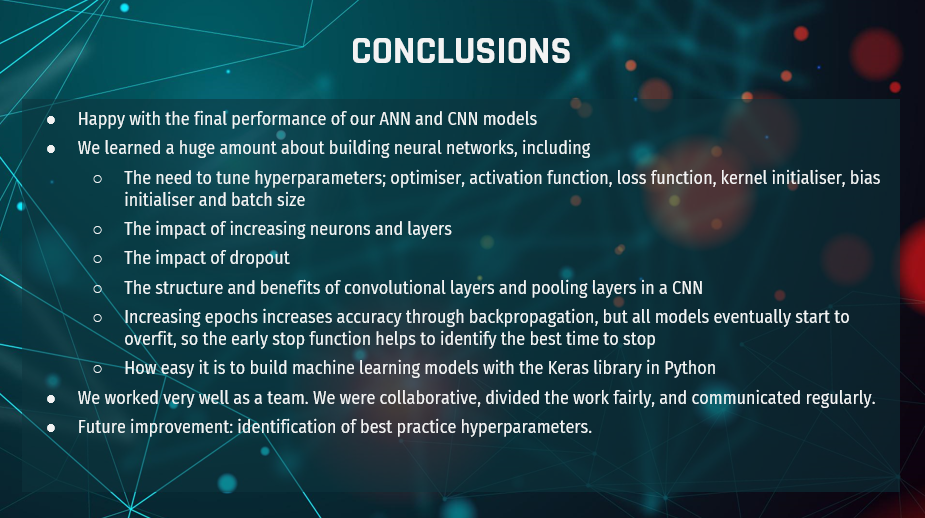 CONCLUSIONS
● Happy with the final performance of our ANN and CNN models
● We learned a huge amount about building neural networks, including
○ The need to tune hyperparameters; optimiser, activation function, loss function, kernel initialiser, bias
initialiser and batch size
○ The impact of increasing neurons and layers
○ The impact of dropout
○ The structure and benefits of convolutional layers and pooling layers in a CNN
○ Increasing epochs increases accuracy through backpropagation, but all models eventually start to
overfit, so the early stop function helps to identify the best time to stop
○ How easy it is to build machine learning models with the Keras library in Python
● We worked very well as a team. We were collaborative, divided the work fairly, and communicated regularly.
● Future improvement: identification of best practice hyperparameters.